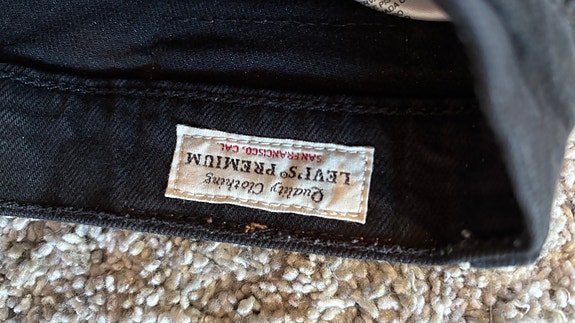 Quality Clothing
LEVI'S® PREMIUM
SAN FRANCISCO, CAL